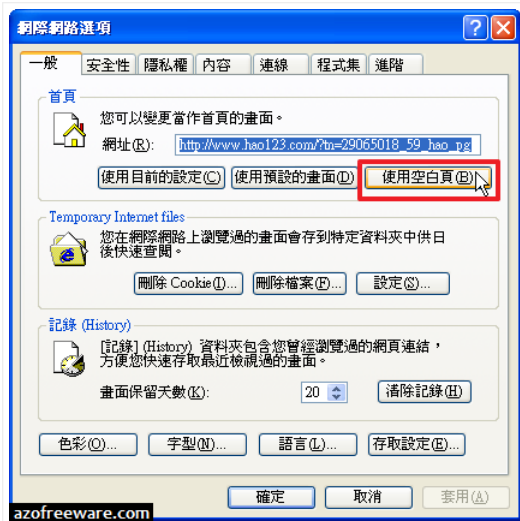 網際網路選項
一般 安全性 隱私權 內容 連線 程式集 進階
首頁
您可以變更當作首頁的畫面。
網址(R): http://www.hao123.com/?tn=29065018_59_hao_pg
使用目前的設定(C) 使用預設的畫面(D) 使用空白頁(B)
Temporary Internet files
您在網際網路上瀏覽過的畫面會存到特定資料夾中供日
後快速查閱。
刪除 Cookie(I)... 刪除檔案(F)... 設定(S)...
記錄 (History)
[記錄] (History) 資料夾包含您曾經瀏覽過的網頁連結，
方便您快速存取最近檢視過的畫面。
畫面保留天數(K): 20 清除記錄(H)
色彩(O)... 字型(N)... 語言(L)... 存取設定(E)...
確定 取消 套用(A)
azofreeware.com